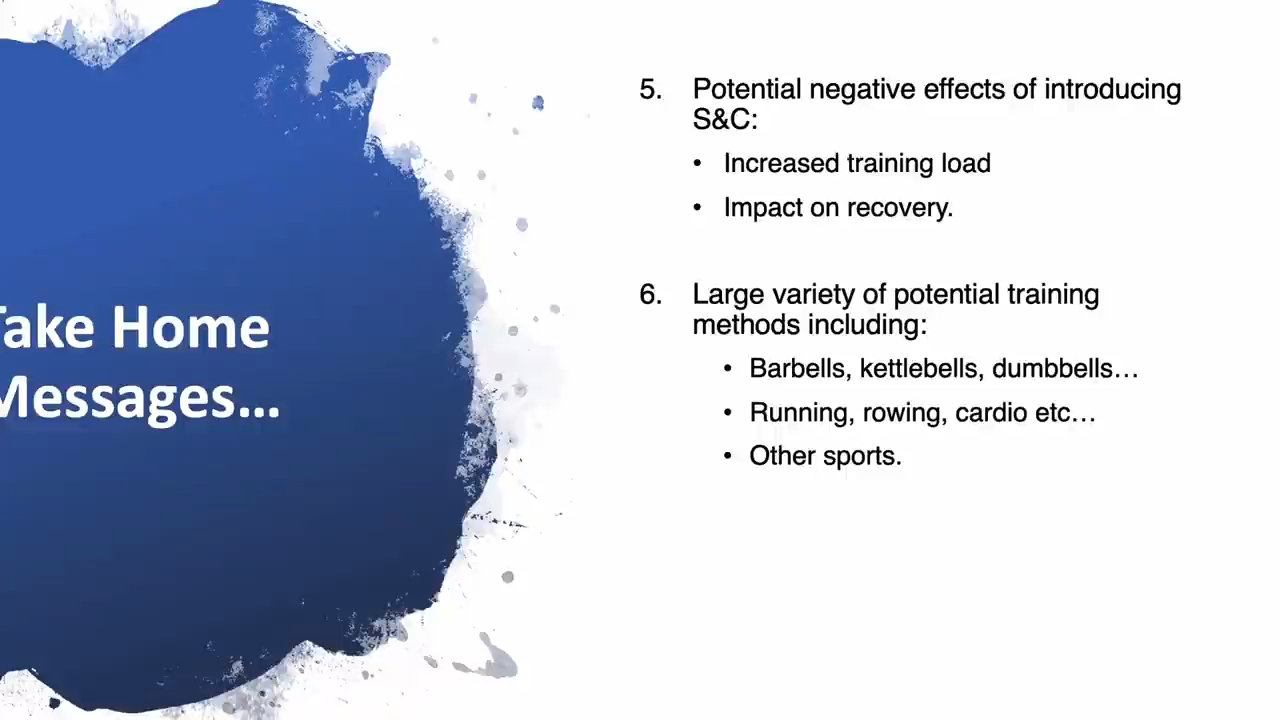 Take Home
Messages...
5. Potential negative effects of introducing
S&C:
• Increased training load
• Impact on recovery.
6. Large variety of potential training
methods including:
• Barbells, kettlebells, dumbbells…
• Running, rowing, cardio etc…
• Other sports.